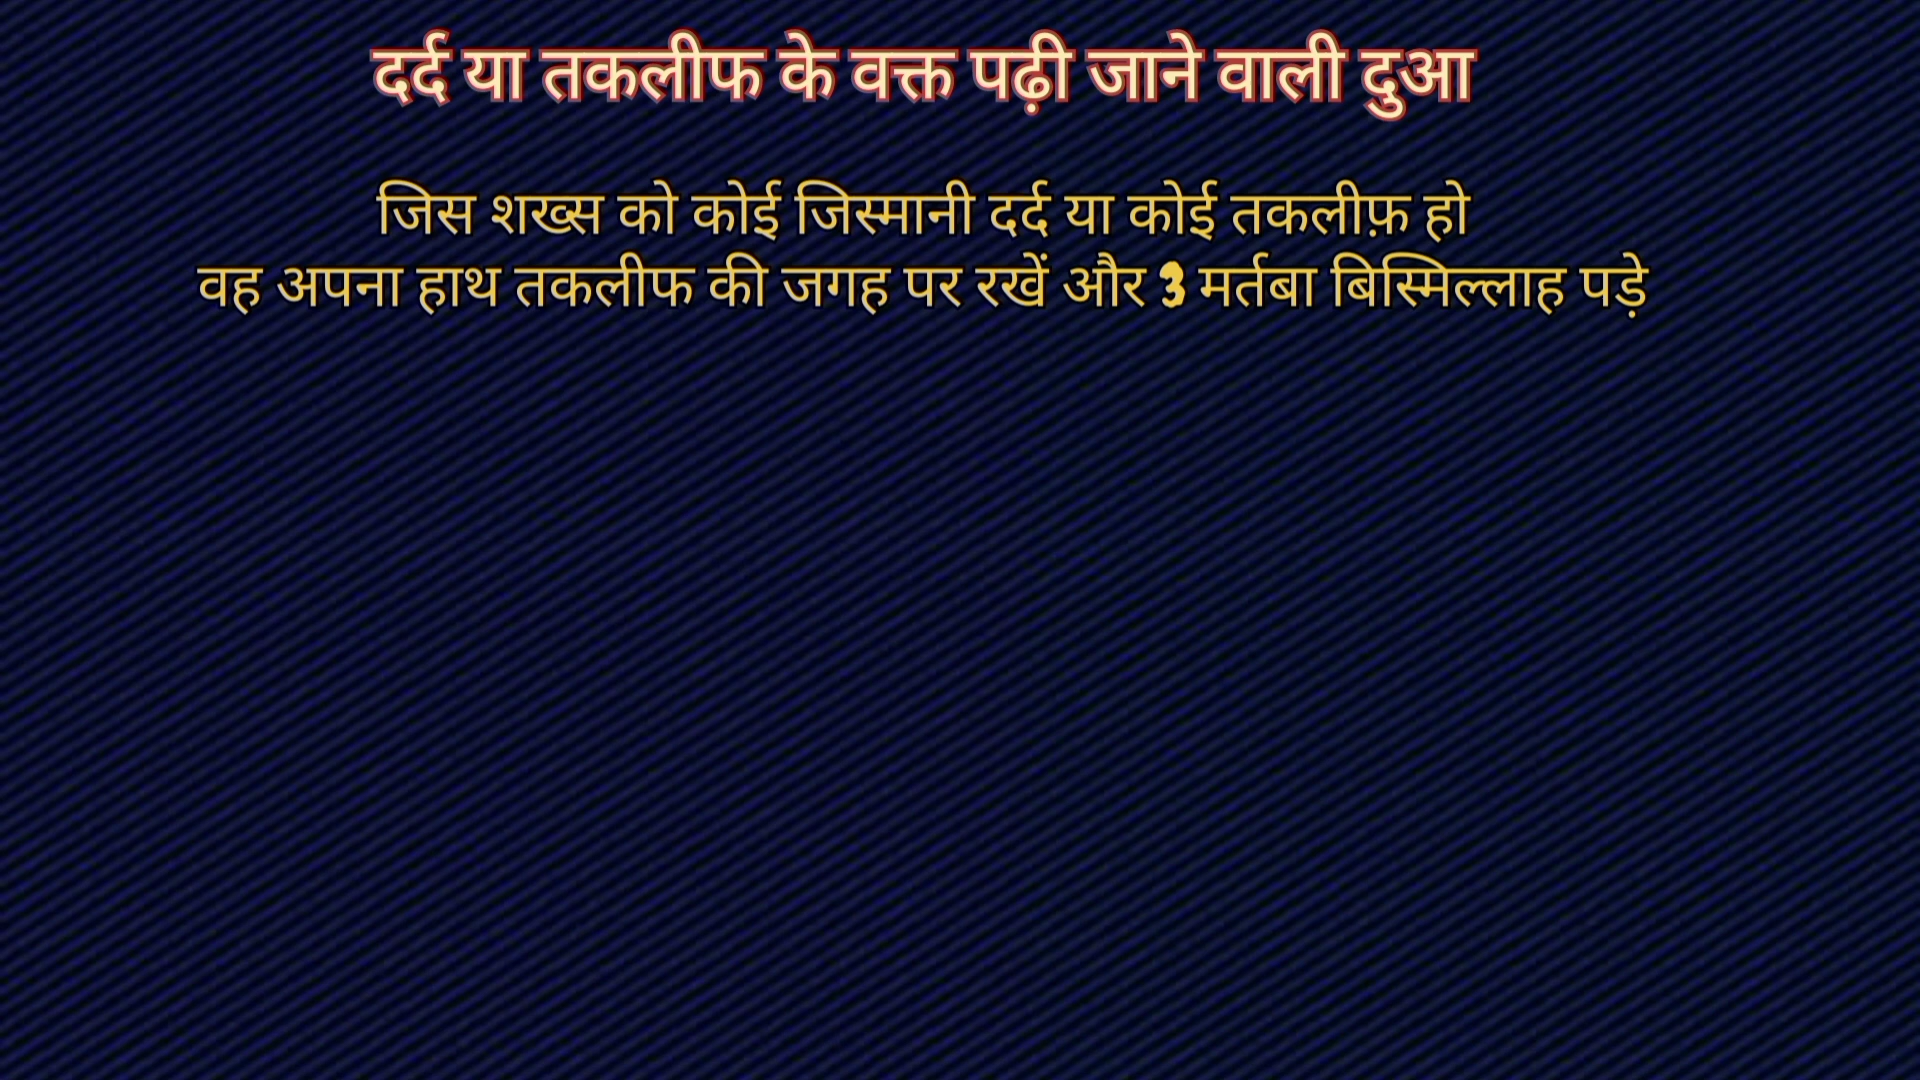 दर्द या तकलीफ के वक्त पढ़ी जाने वाली दुआ
जिस शख्स को कोई जिस्मानी दर्द या कोई तकलीफ़ हो
वह अपना हाथ तकलीफ की जगह पर रखें और 3 मर्तबा बिस्मिल्लाह पड़े